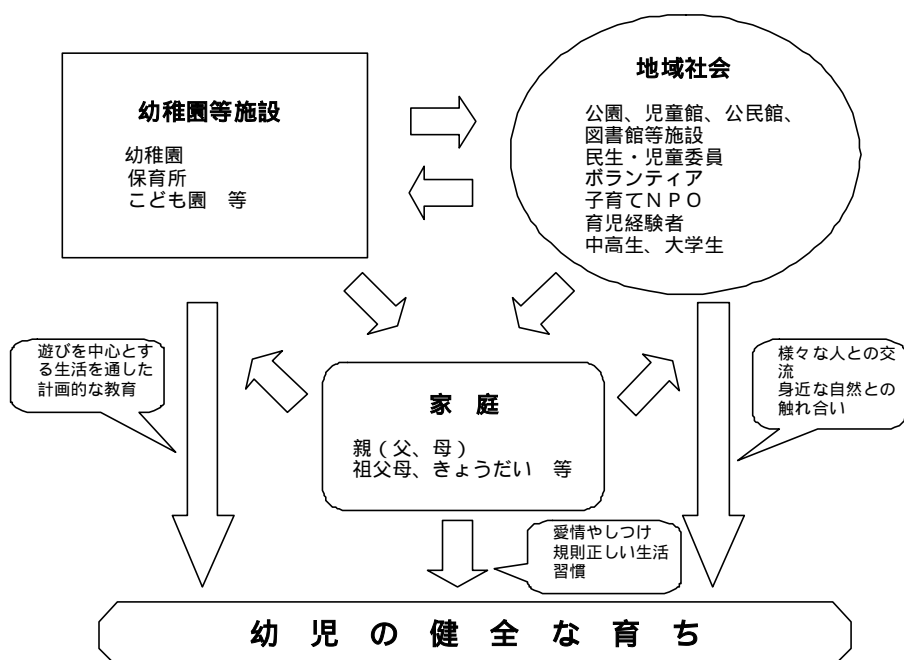 幼稚園等施設
幼稚園
保育所
こども園　等
地域社会
公園、児童館、公民館、
図書館等施設
民生・児童委員
ボランティア
子育てＮＰＯ
育児経験者
中高生、大学生
遊びを中心とす
る生活を通した
計画的な教育
家　庭
親（父、母）
祖父母、きょうだい　等
様々な人との交
流
身近な自然との
触れ合い
愛情やしつけ
規則正しい生活
習慣
幼　児　の　健　全　な　育　ち